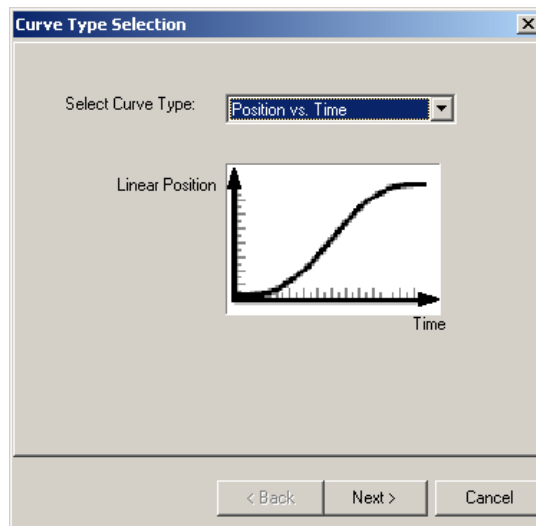 Curve Type Selection
Select Curve Type:
Position vs. Time
Linear Position
Time
< Back
Next >
Cancel